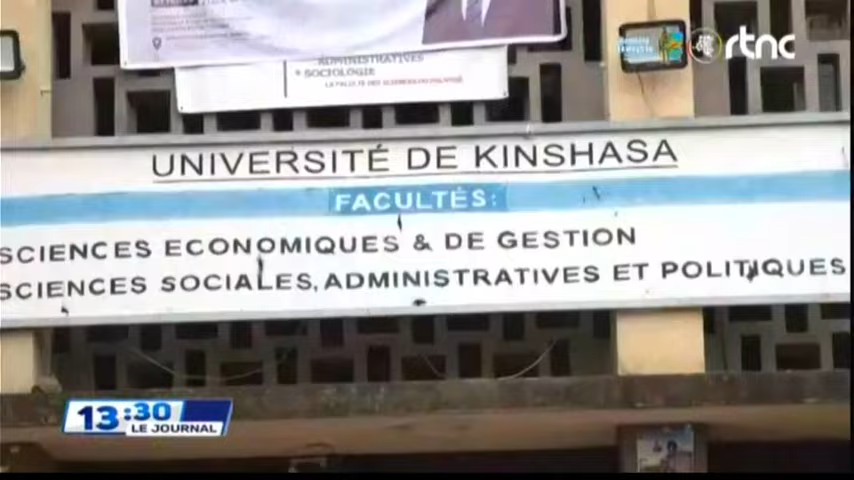 rtnc
ADMINISTRATIVES
SOCIOLOGIE
UNIVERSITÉ DE KINSHASA
FACULTÉS:
SCIENCES ECONOMIQUES & DE GESTION
SCIENCES SOCIALES, ADMINISTRATIVES ET POLITIQUES
13:30
LE JOURNAL